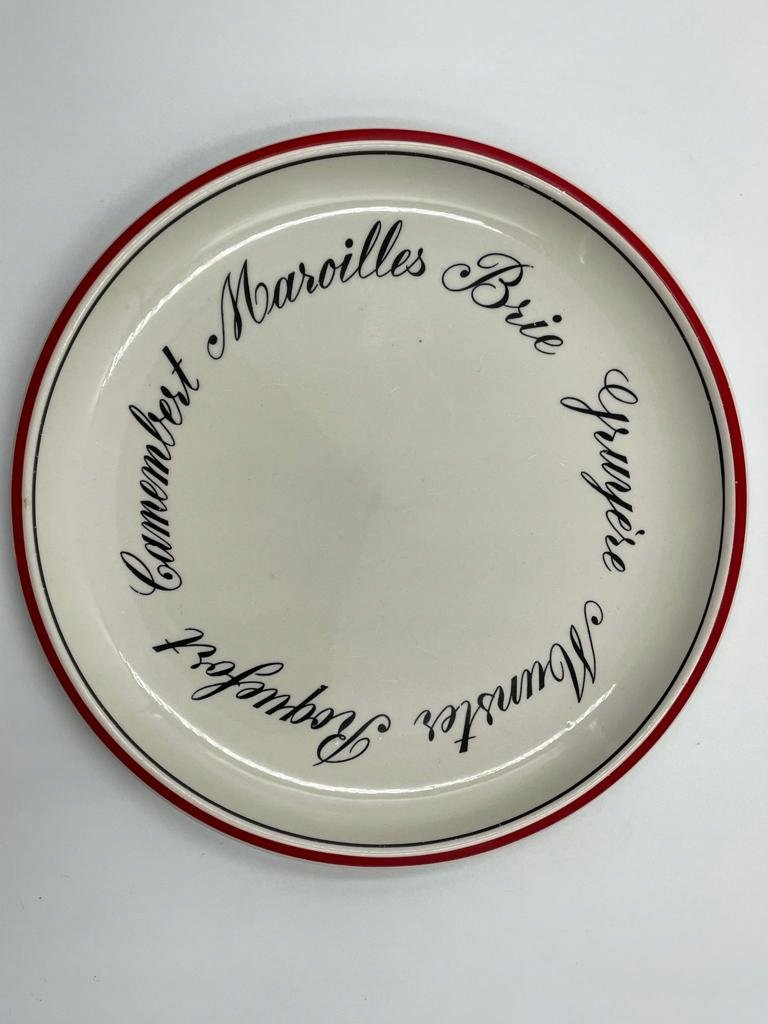 Maroilles
Brie
Gruyère
Munster
Roquefort
Camembert